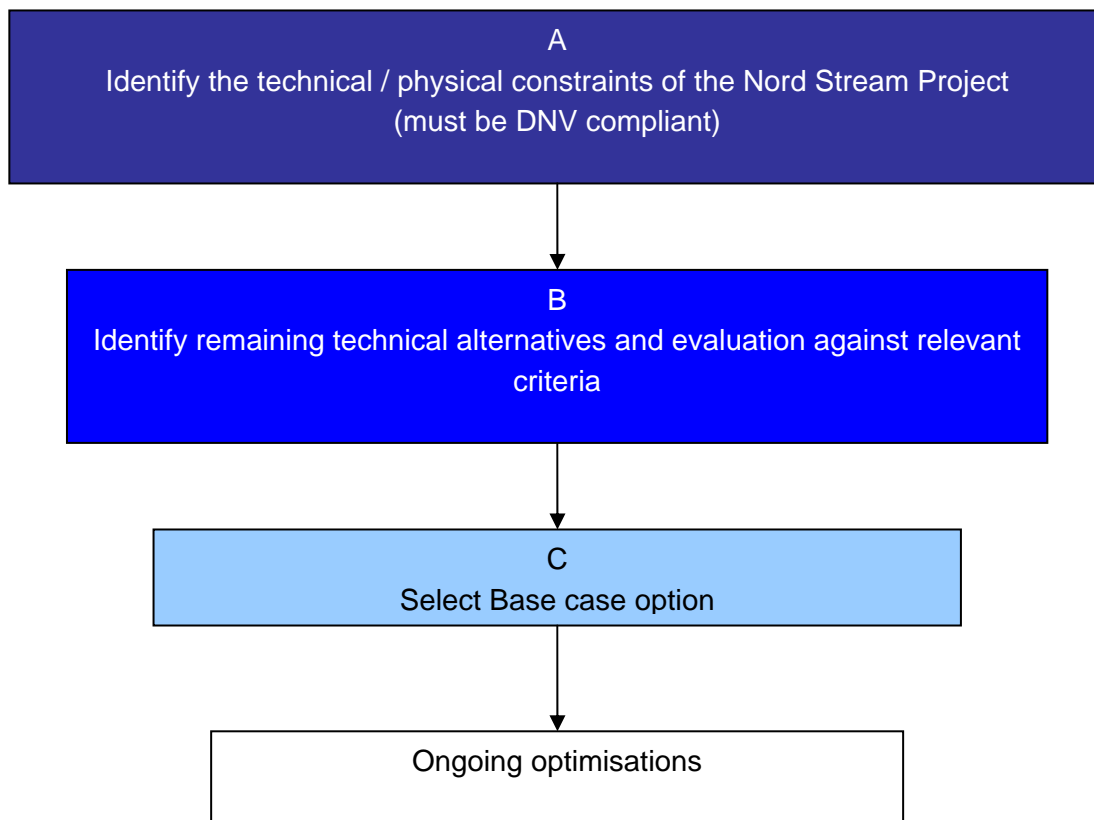 A
Identify the technical / physical constraints of the Nord Stream Project
(must be DNV compliant)
B
Identify remaining technical alternatives and evaluation against relevant
criteria
C
Select Base case option
Ongoing optimisations